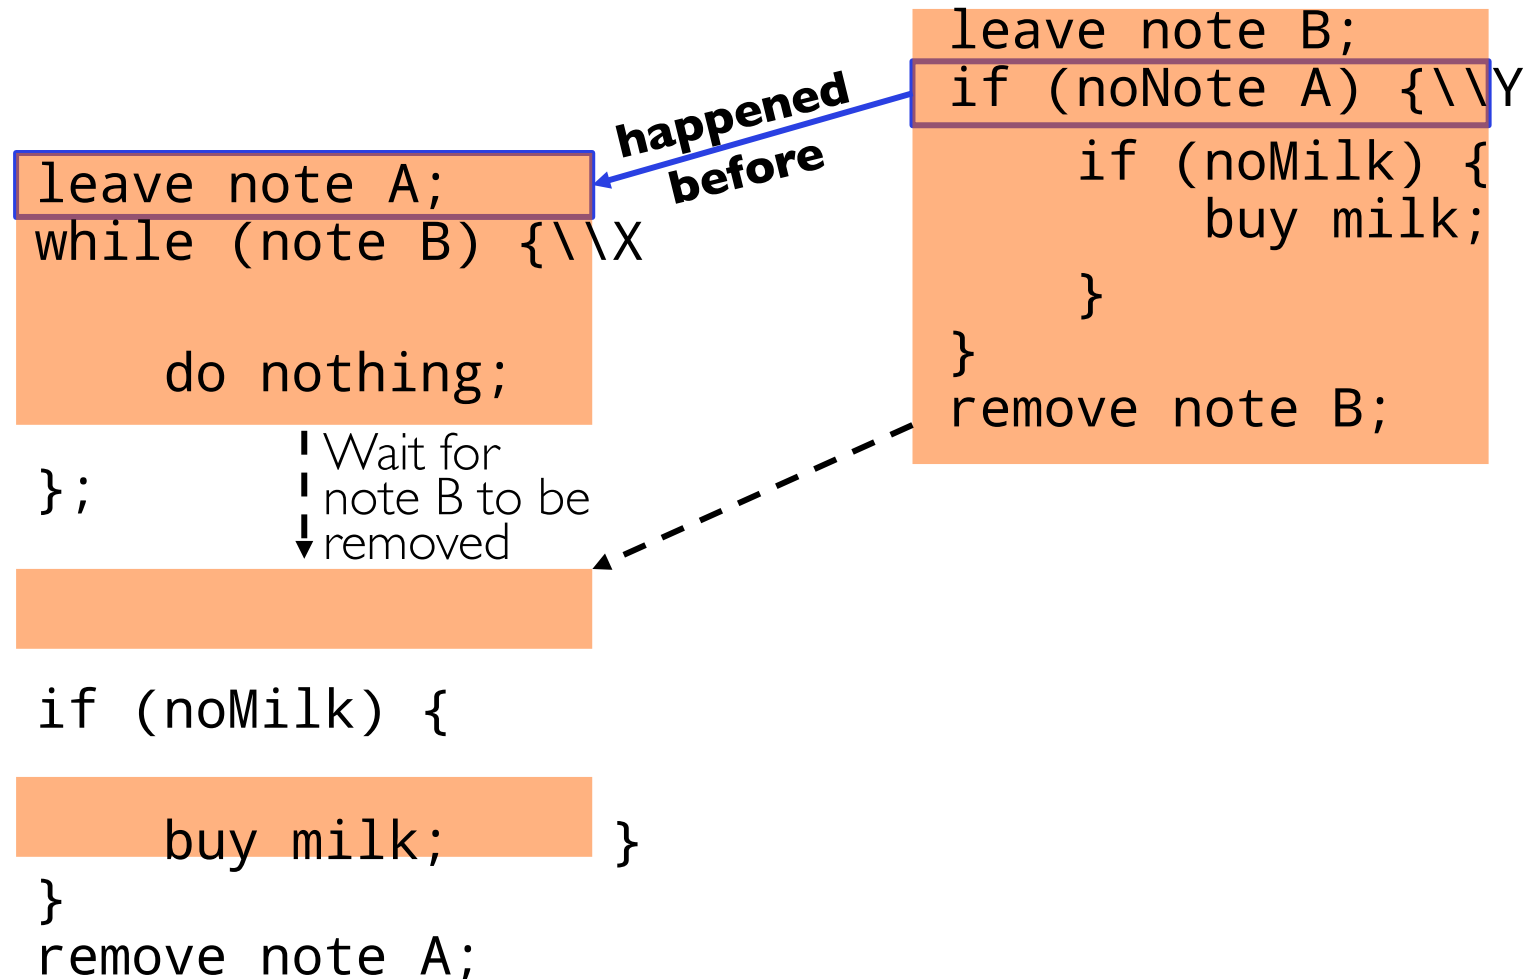 leave note A;
while (note B) {\\X
    do nothing;
};
Wait for
note B to be
removed
if (noMilk) {
    buy milk;     }
}
remove note A;
happened
before
leave note B;
if (noNote A) {\\Y
    if (noMilk) {
        buy milk;
    }
}
remove note B;